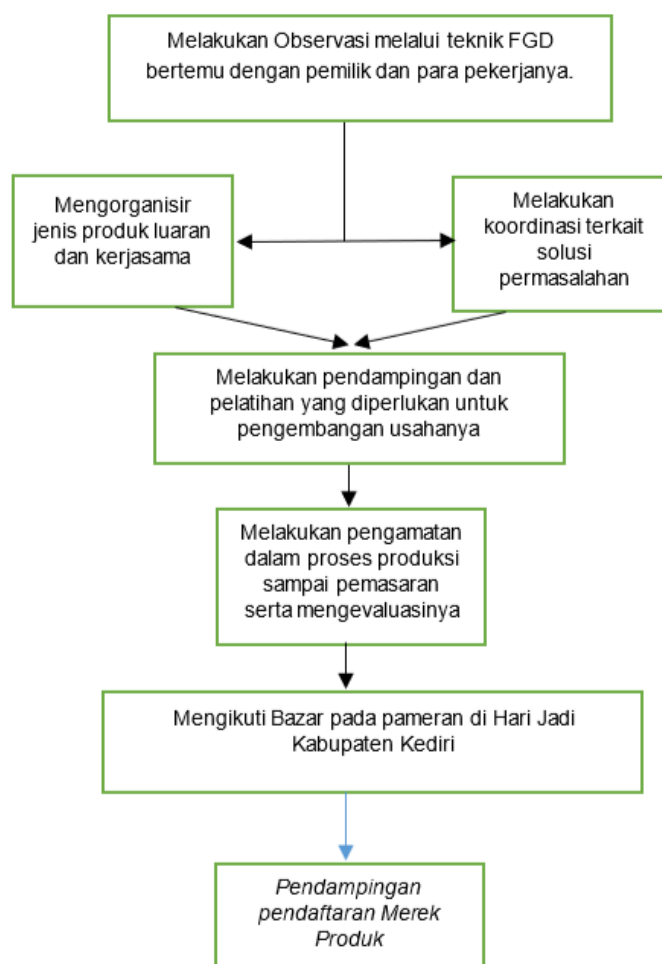 Melakukan Observasi melalui teknik FGD
bertemu dengan pemilik dan para pekerjanya.
Mengorganisir
jenis produk luaran
dan kerjasama
Melakukan
koordinasi terkait
solusi
permasalahan
Melakukan pendampingan dan
pelatihan yang diperlukan untuk
pengembangan usahanya
Melakukan pengamatan
dalam proses produksi
sampai pemasaran
serta mengevaluasinya
Mengikuti Bazar pada pameran di Hari Jadi
Kabupaten Kediri
Pendampingan
pendaftaran Merek
Produk